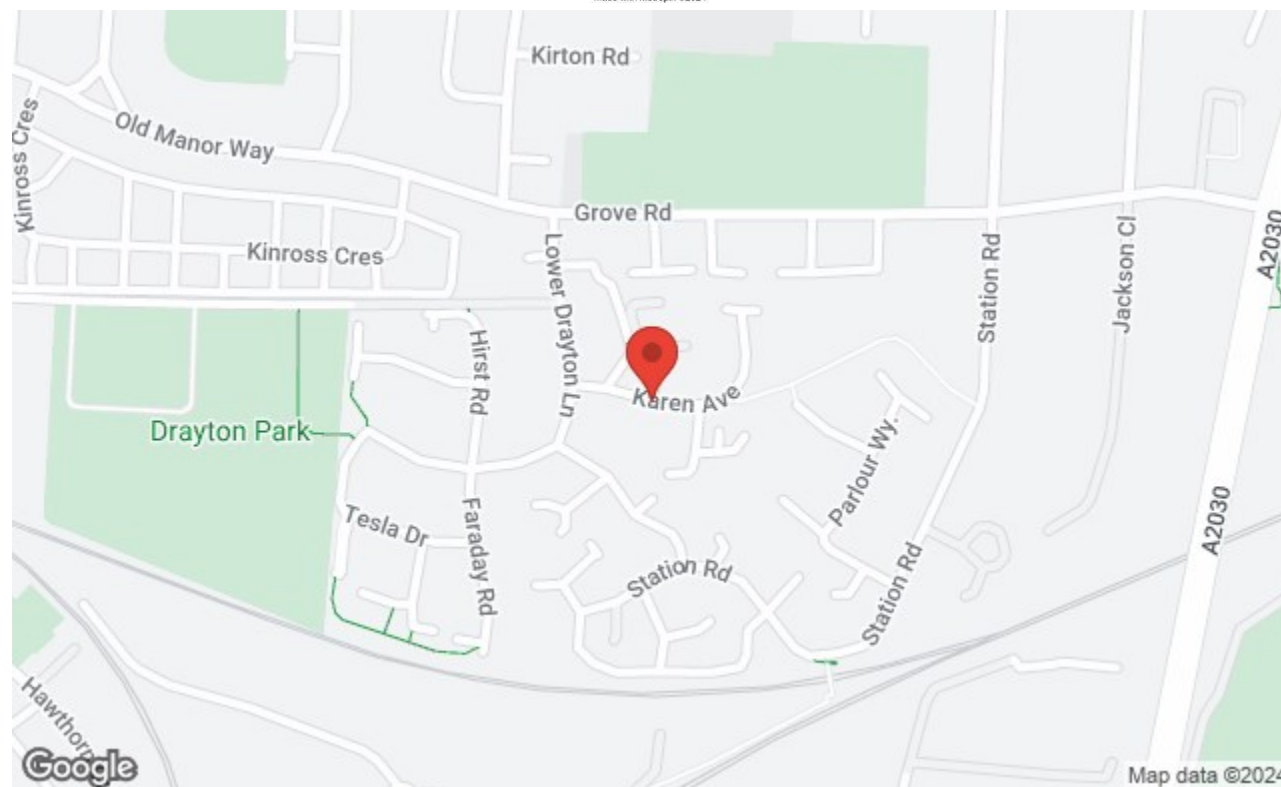 Kirton Rd
Kinross Cres
Old Manor Way
Grove Rd
Kinross Cres
Lower Drayton Ln
Station Rd
Jackson Cl
A2030
Hirst Rd
Karen Ave
Drayton Park
Parlour Wy.
Tesla Dr
Faraday Rd
A2030
Station Rd
Station Rd
Google
Map data ©2024